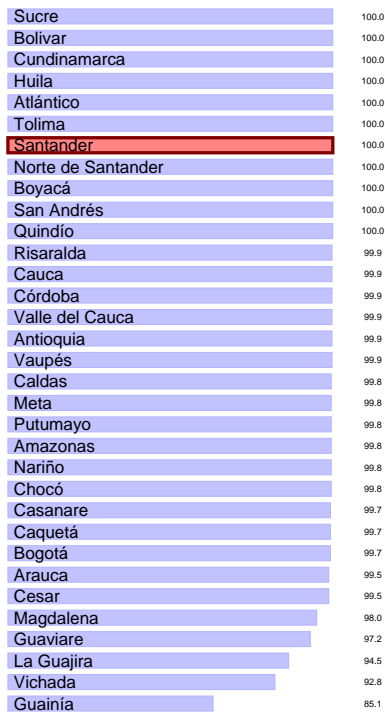 Sucre 100.0
Bolivar 100.0
Cundinamarca 100.0
Huila 100.0
Atlántico 100.0
Tolima 100.0
Santander 100.0
Norte de Santander 100.0
Boyacá 100.0
San Andrés 100.0
Quindío 100.0
Risaralda 99.9
Cauca 99.9
Córdoba 99.9
Valle del Cauca 99.9
Antioquia 99.9
Vaupés 99.9
Caldas 99.8
Meta 99.8
Putumayo 99.8
Amazonas 99.8
Nariño 99.8
Chocó 99.8
Casanare 99.7
Caquetá 99.7
Bogotá 99.7
Arauca 99.5
Cesar 99.5
Magdalena 98.0
Guaviare 97.2
La Guajira 94.5
Vichada 92.8
Guainía 85.1